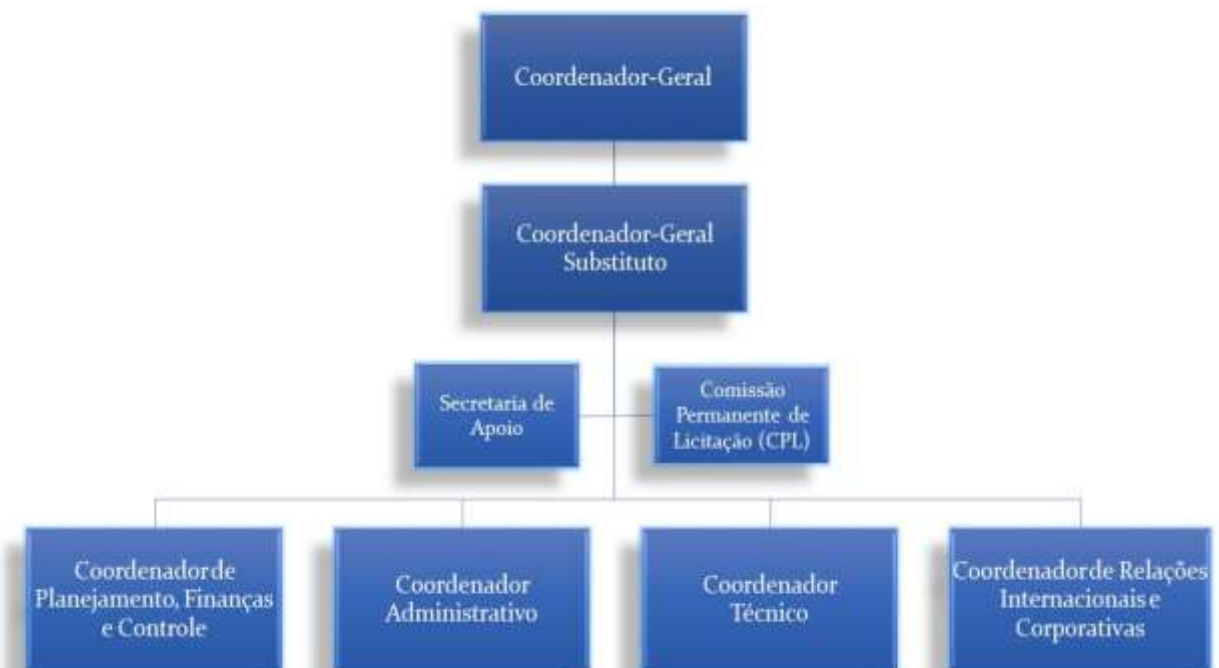 Coordenador-Geral
Coordenador-Geral
Substituto
Secretaria de
Apoio
Comissão
Permanente de
Licitação (CPL)
Coordenador de
Planejamento, Finanças
e Controle
Coordenador
Administrativo
Coordenador
Técnico
Coordenador de Relações
Internacionais e
Corporativas